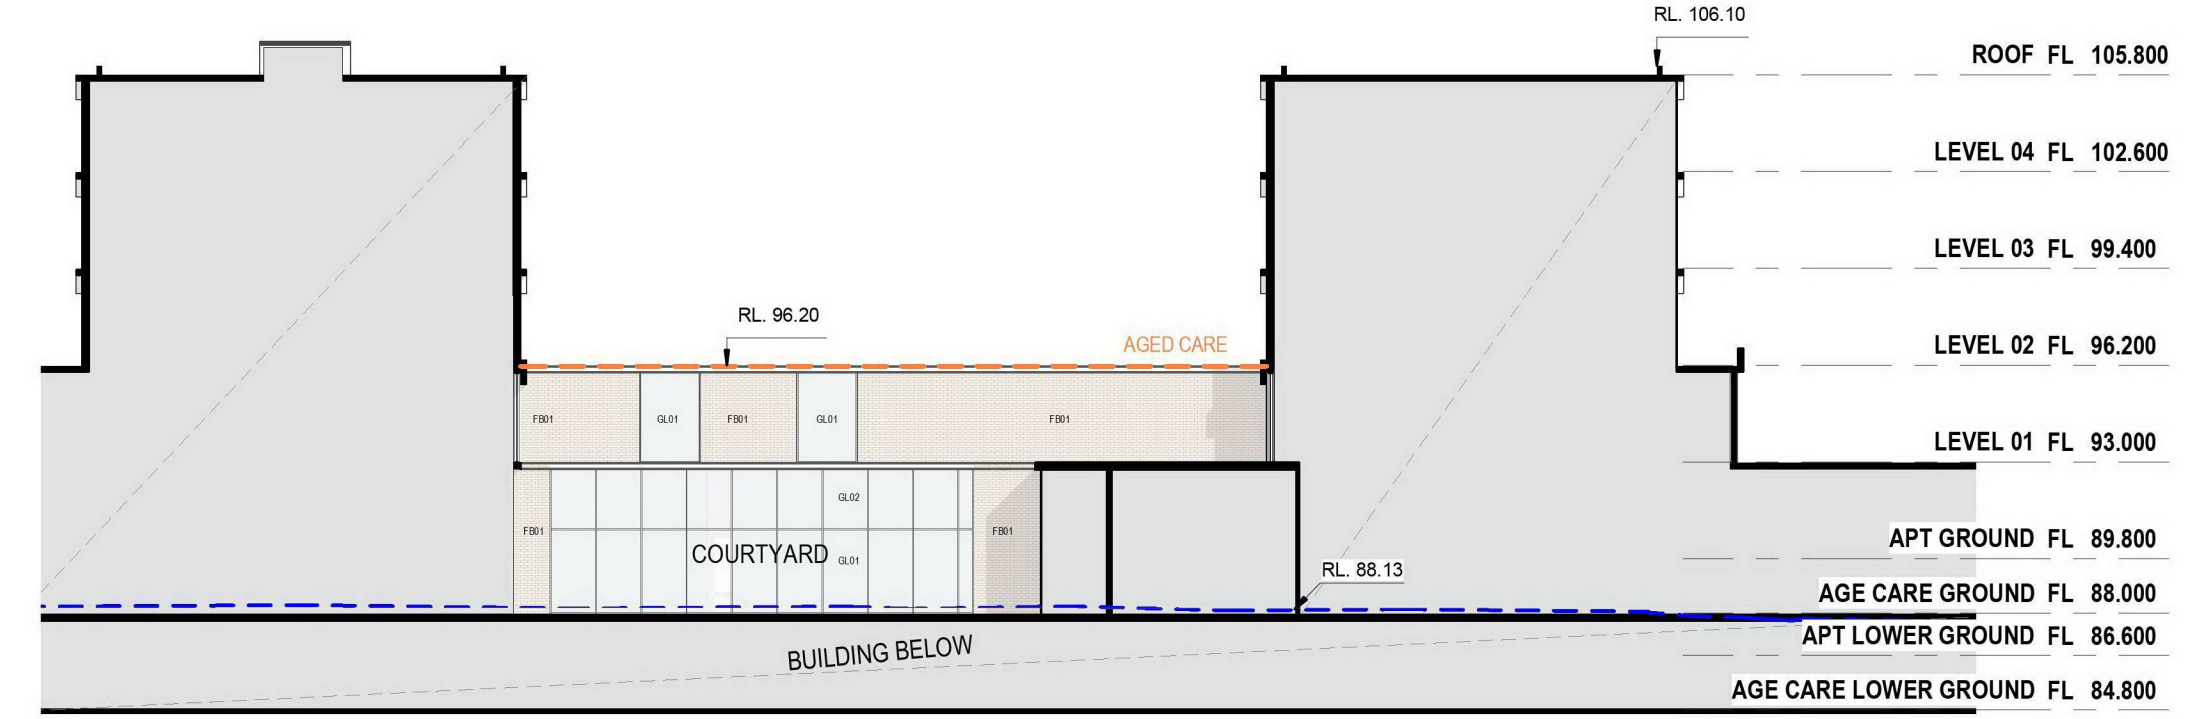 RL. 106.10
ROOF FL 105.800
LEVEL 04 FL 102.600
LEVEL 03 FL 99.400
RL. 96.20
AGED CARE
LEVEL 02 FL 96.200
FB01 GL01 FB01 GL01 FB01
LEVEL 01 FL 93.000
GL02
FB01 FB01
APT GROUND FL 89.800
COURTYARD GL01
RL. 88.13
AGE CARE GROUND FL 88.000
APT LOWER GROUND FL 86.600
BUILDING BELOW
AGE CARE LOWER GROUND FL 84.800